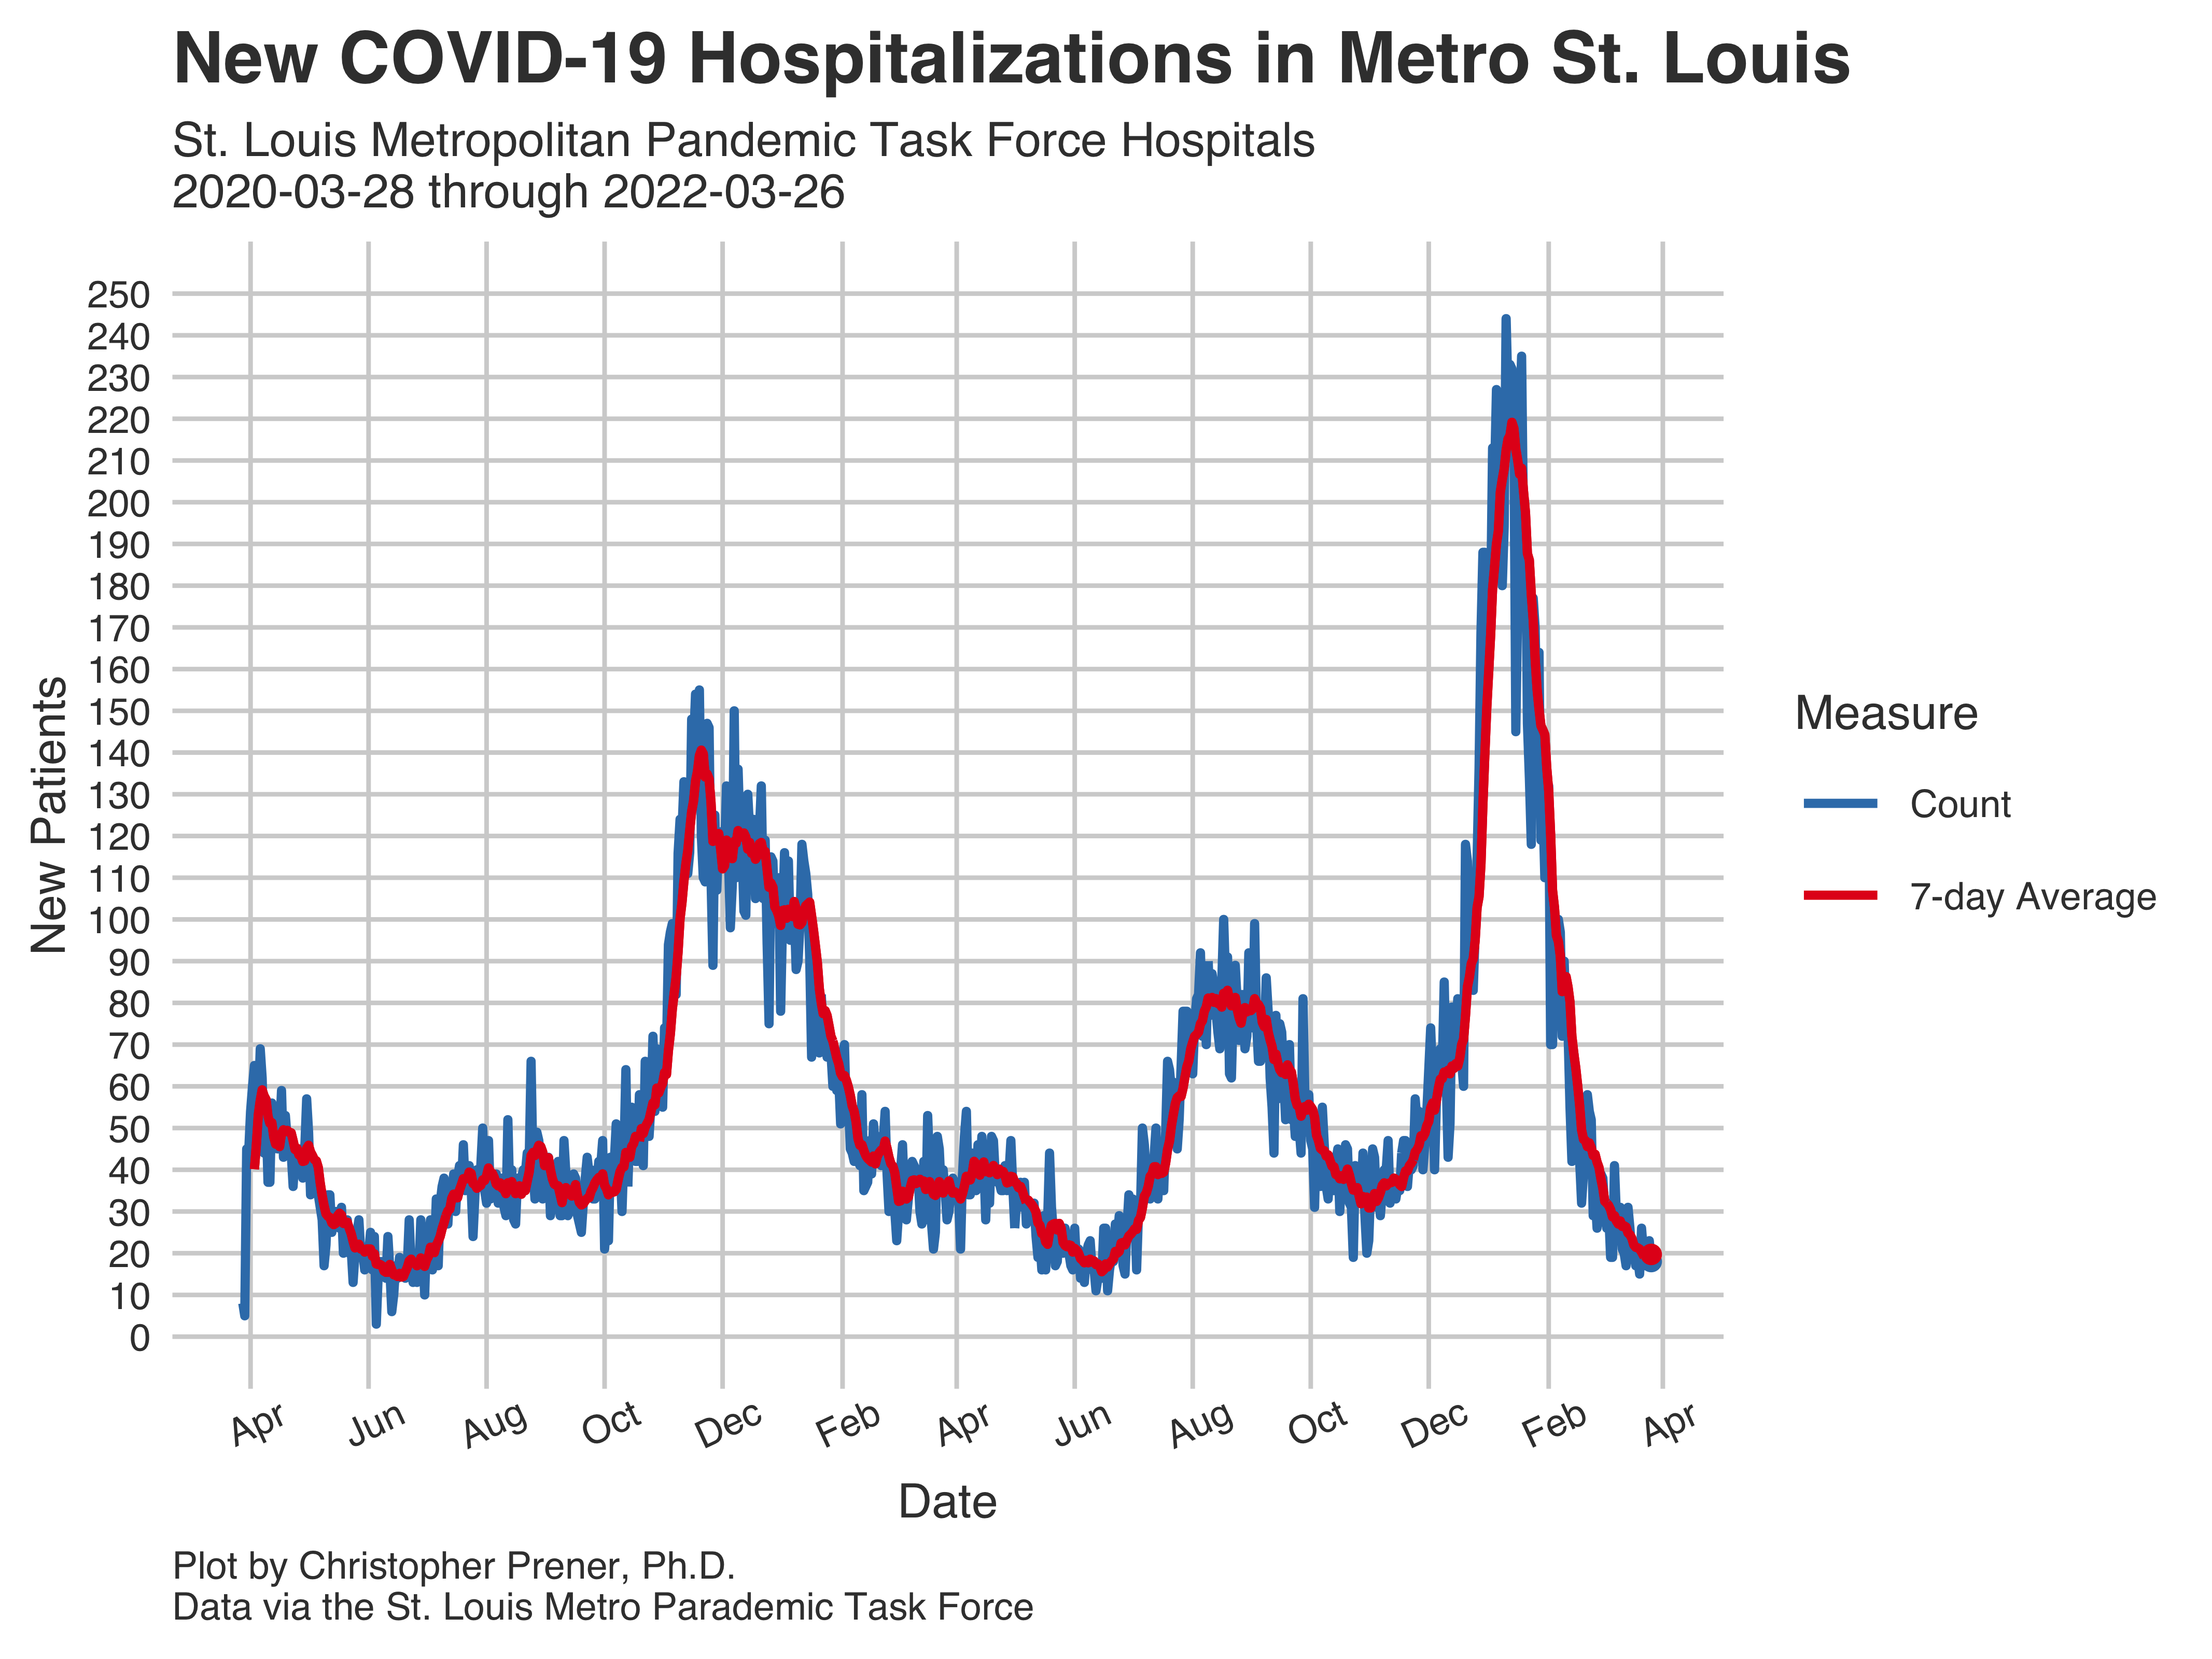 New COVID-19 Hospitalizations in Metro St. Louis
St. Louis Metropolitan Pandemic Task Force Hospitals
2020-03-28 through 2022-03-26
New Patients
250
240
230
220
210
200
190
180
170
160
150
140
130
120
110
100
90
80
70
60
50
40
30
20
10
0
Measure
Count
7-day Average
Apr Jun Aug Oct Dec Feb Apr Jun Aug Oct Dec Feb Apr
Date
Plot by Christopher Prener, Ph.D.
Data via the St. Louis Metro Parademic Task Force